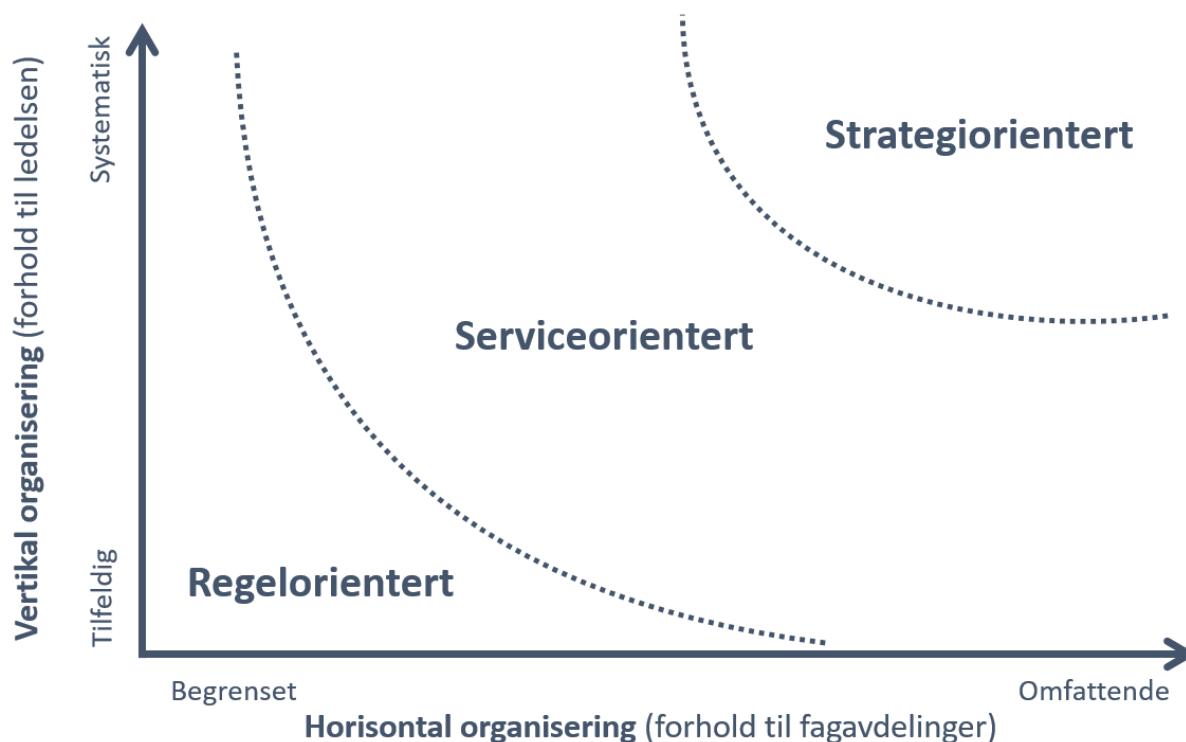 Vertikal organisering (forhold til ledelsen)
Systematisk
Tilfeldig
Strategiorientert
Serviceorientert
Regelorientert
Begrenset
Omfattende
Horisontal organisering (forhold til fagavdelinger)